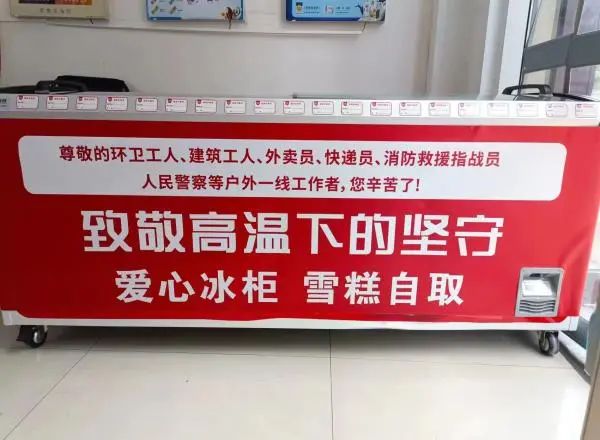 尊敬的环卫工人、建筑工人、外卖员、快递员、消防救援指战员
人民警察等户外一线工作者,您辛苦了!
致敬高温下的坚守
爱心冰柜 雪糕自取